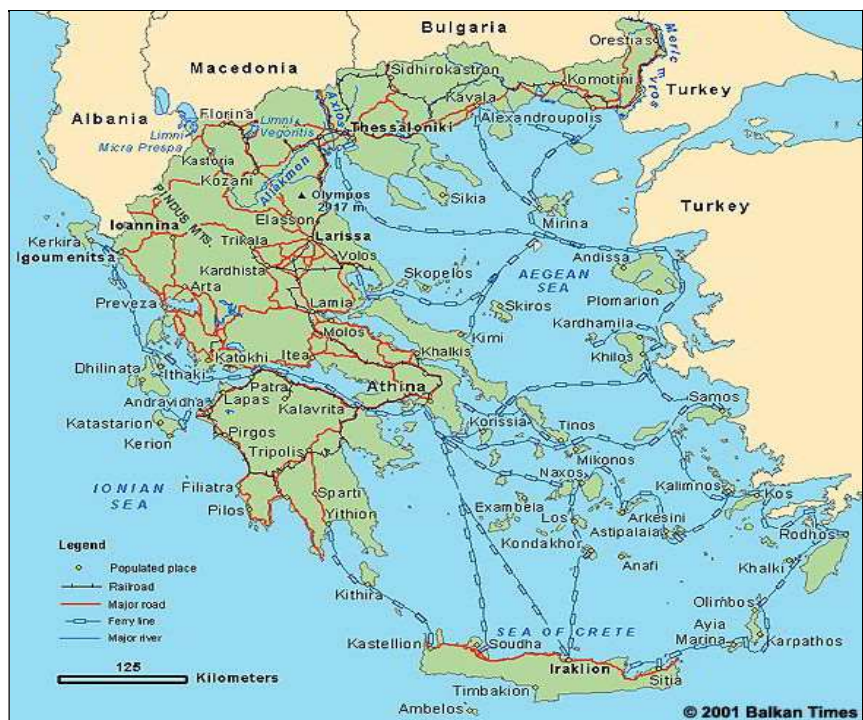 Bulgaria
Orestias
Meric
Macedonia
Sidhirokastron
Komotini
Evros
Turkey
Albania
Florina
Axios
Kavala
Alexandroupolis
Limni
Vegoritis
Thessaloniki
Limni
Micra Prespa
Kastoria
Aliakmon
Kozani
Olympos
2917 m
Sikia
PINDUS MTS.
Elasson
Mirina
Turkey
Ioannina
Kerkira
Igoumenitsa
Trikala
Larissa
Volos
Andissa
Kardhista
Skopelos
AEGEAN
SEA
Arta
Plomarion
Preveza
Lamia
Skiros
Molos
Kimi
Kardhamila
Katokhi
Itea
Khalkis
Khilos
Dhilinata
Ithaki
Patra
Athina
Andravidha
Lapas
Samos
Kalavrita
Korissia
Tinos
Katastarion
Kerion
Pirgos
Mikonos
Tripolis
Naxos
Kalimnos
Kos
IONIAN
SEA
Filiatra
Sparti
Exambela
Pilos
Yithion
Los
Arkesini
Astipalaia
Rodhos
Kondakhor
Anafi
Khalki
Legend
Populated place
Railroad
Major road
Ferry line
Major river
Kithira
Olimbos
SEA OF CRETE
Ayia
Marina
Karpathos
Kastellion
Soudha
Iraklion
Sitia
125
Kilometers
Timbakion
Ambelos
© 2001 Balkan Times